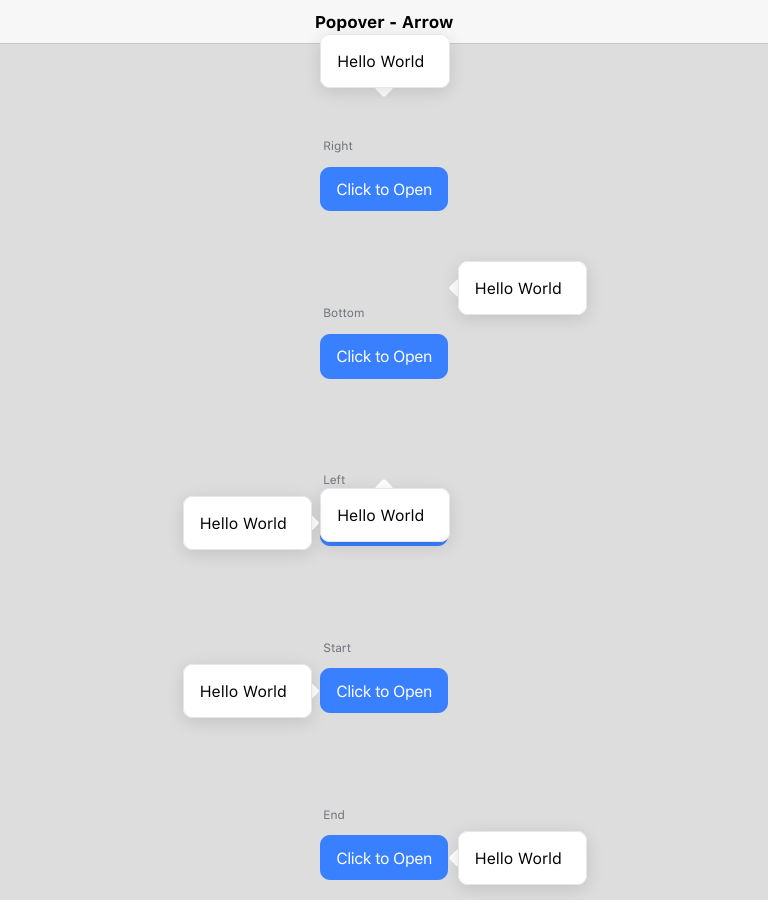 Popover - Arrow
Hello World
Right
Click to Open
Hello World
Bottom
Click to Open
Left
Hello World
Hello World
Start
Hello World
Click to Open
End
Click to Open
Hello World